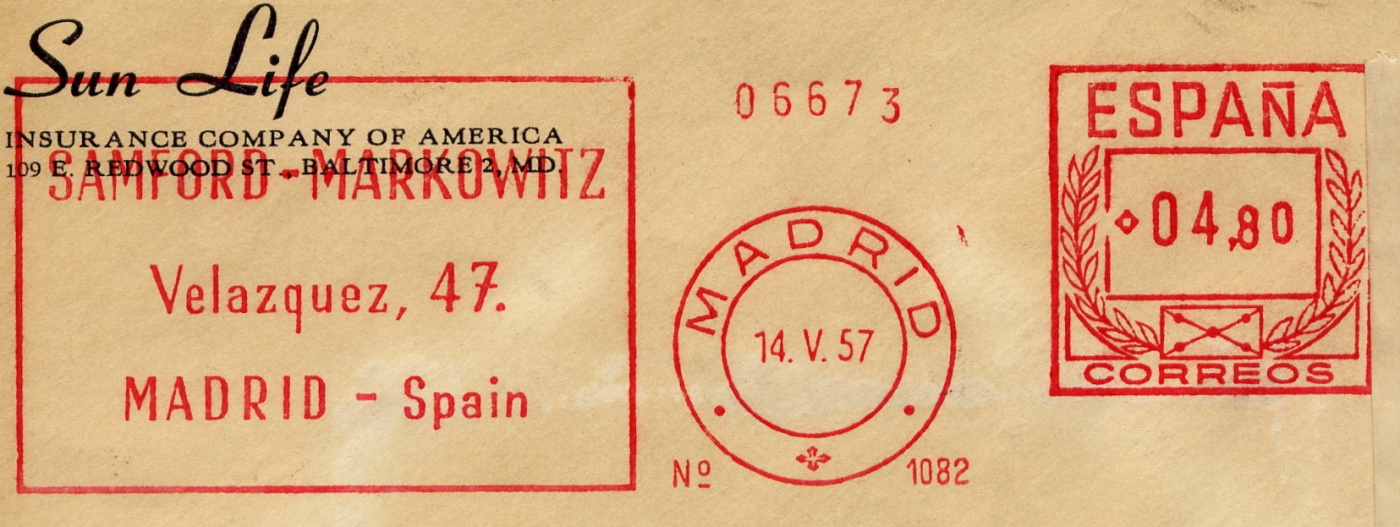 Sun Life
INSURANCE COMPANY OF AMERICA
109 E. REDWOOD ST., BALTIMORE 2, MD.
SAMFORD - MARKOWITZ
Velazquez, 47.
MADRID - Spain
06673
MADRID
14. V. 57
Nº 1082
ESPAÑA
04,80
CORREOS